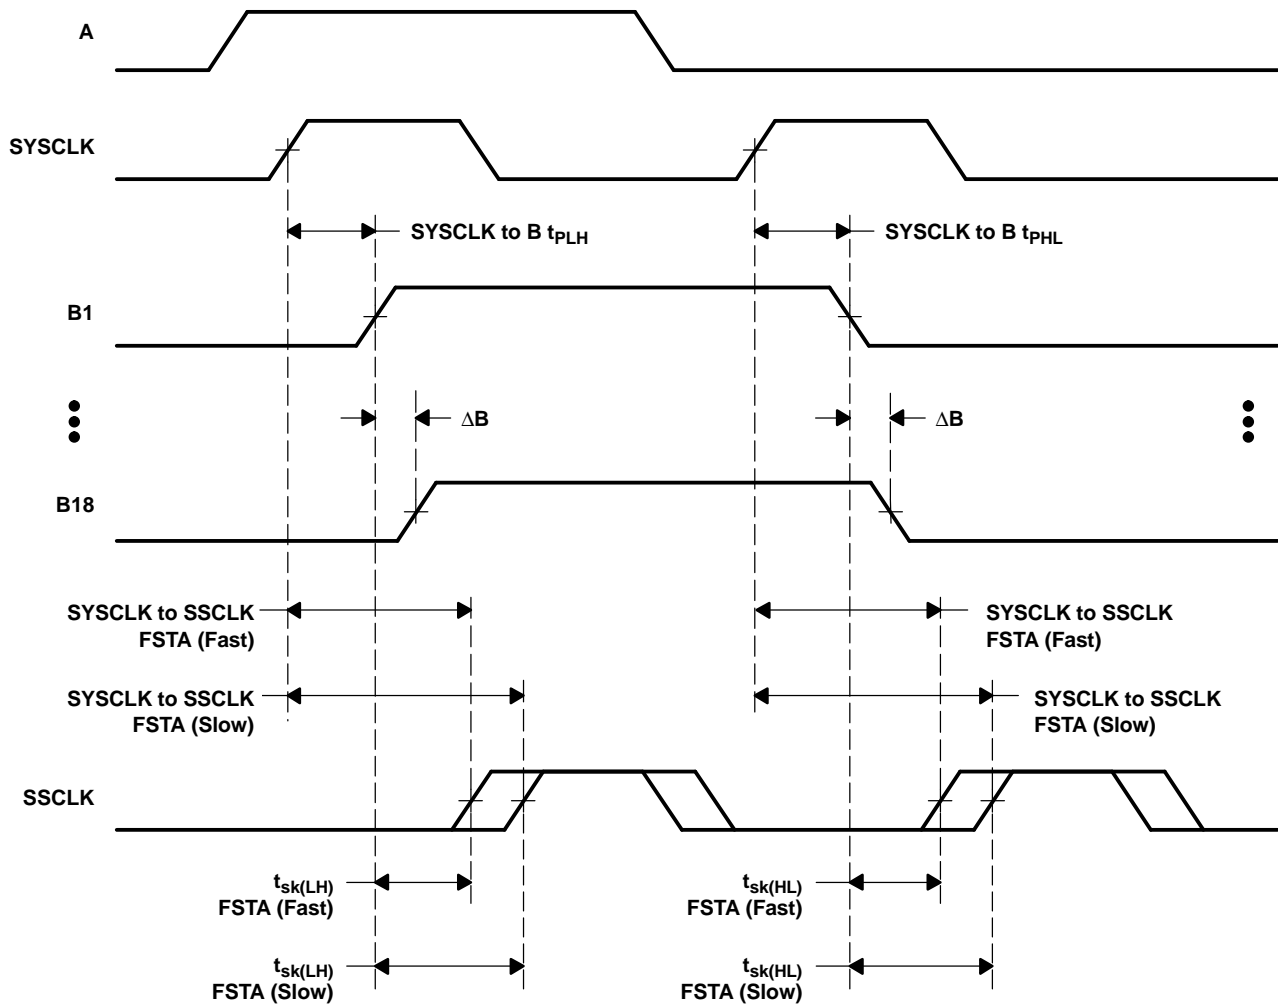 A
SYSCLK
SYSCLK to B tPLH
SYSCLK to B tPHL
B1
ΔB
ΔB
B18
SYSCLK to SSCLK
FSTA (Fast)
SYSCLK to SSCLK
FSTA (Fast)
SYSCLK to SSCLK
FSTA (Slow)
SYSCLK to SSCLK
FSTA (Slow)
SSCLK
tsk(LH)
FSTA (Fast)
tsk(HL)
FSTA (Fast)
tsk(LH)
FSTA (Slow)
tsk(HL)
FSTA (Slow)